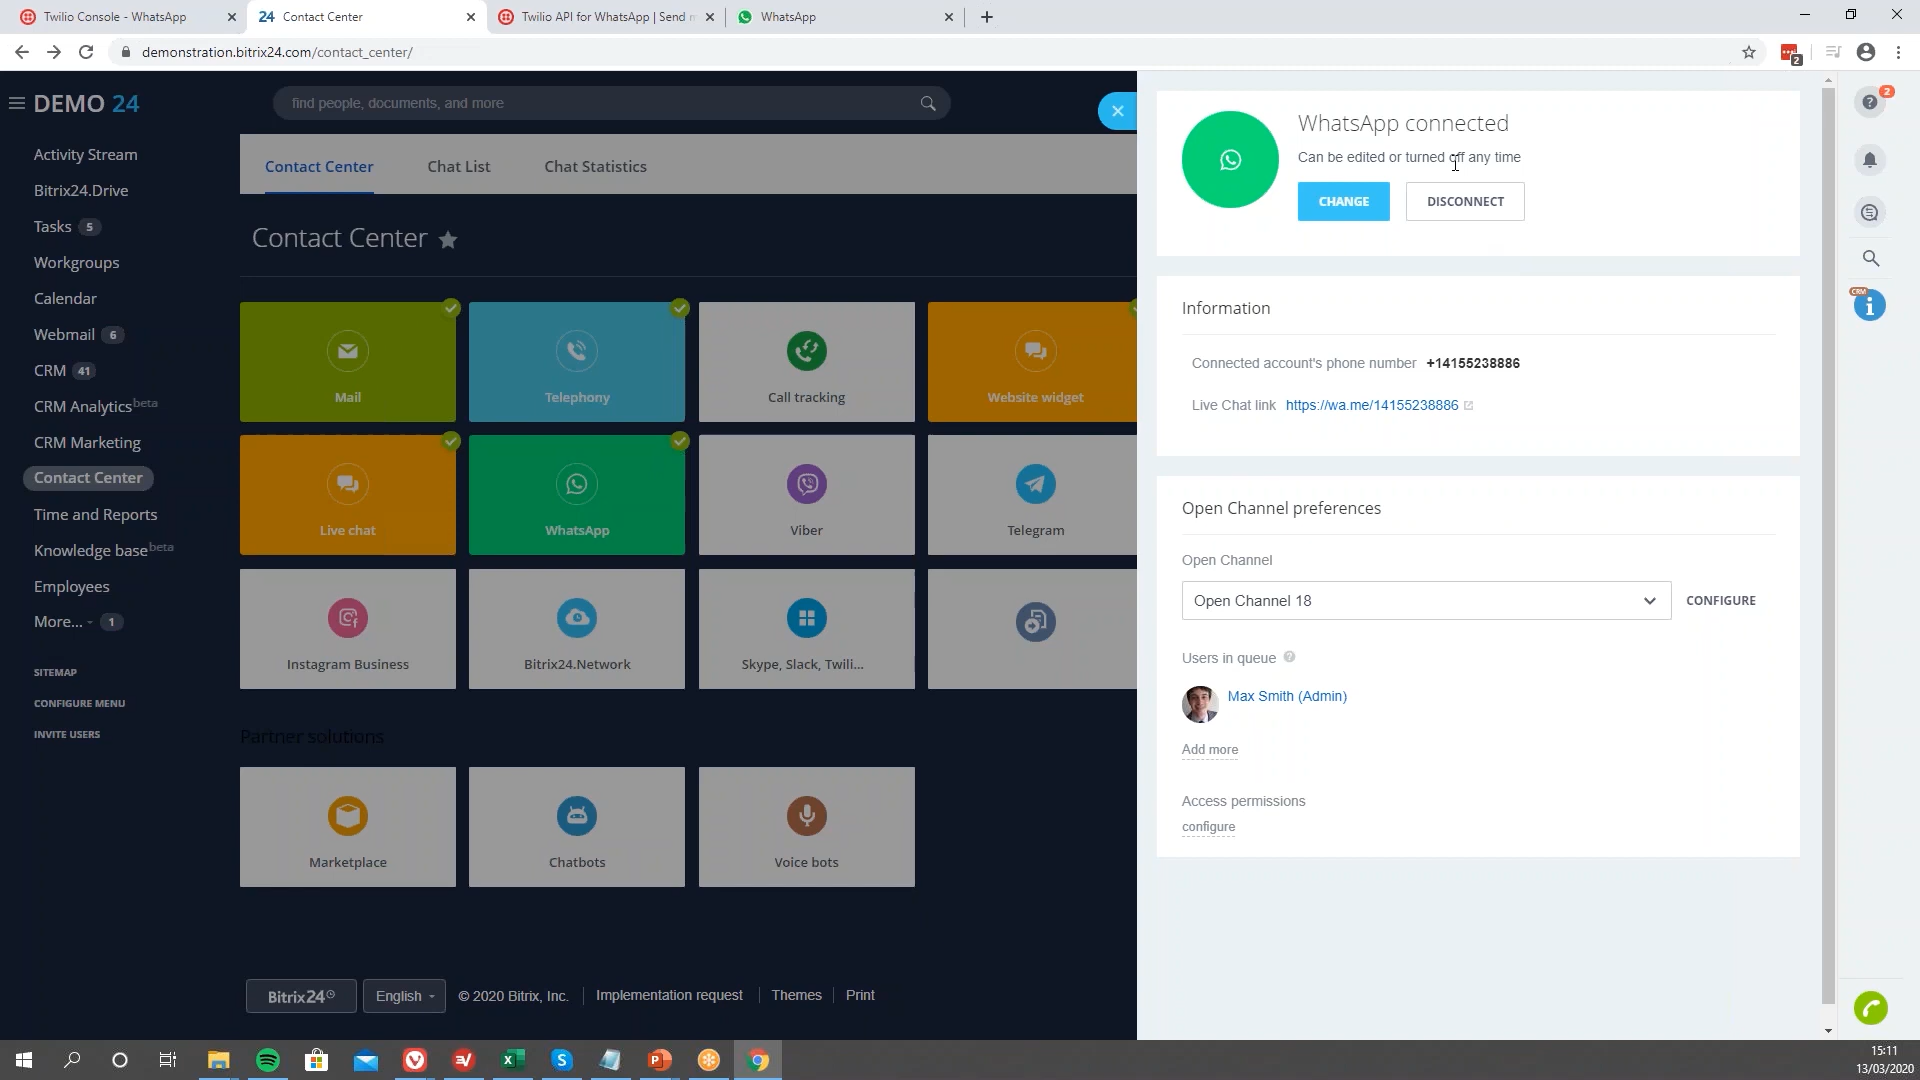 Twilio Console - WhatsApp
24 Contact Center
Twilio API for WhatsApp | Send m
WhatsApp
demonstration.bitrix24.com/contact_center/
2
DEMO 24
find people, documents, and more
Activity Stream
Bitrix24.Drive
Tasks 5
Workgroups
Calendar
Webmail 6
CRM 41
CRM Analytics beta
CRM Marketing
Contact Center
Time and Reports
Knowledge base beta
Employees
More... 1
SITEMAP
CONFIGURE MENU
INVITE USERS
Contact Center
Chat List
Chat Statistics
Contact Center
Mail
Telephony
Call tracking
Website widget
Live chat
WhatsApp
Viber
Telegram
Instagram Business
Bitrix24.Network
Skype, Slack, Twili...
Partner solutions
Marketplace
Chatbots
Voice bots
Bitrix24
English
© 2020 Bitrix, Inc.
Implementation request
Themes
Print
WhatsApp connected
Can be edited or turned off any time
CHANGE
DISCONNECT
Information
Connected account's phone number +14155238886
Live Chat link https://wa.me/14155238886
Open Channel preferences
Open Channel
Open Channel 18
CONFIGURE
Users in queue ?
Max Smith (Admin)
Add more
Access permissions
configure
2
CRM
15:11
13/03/2020